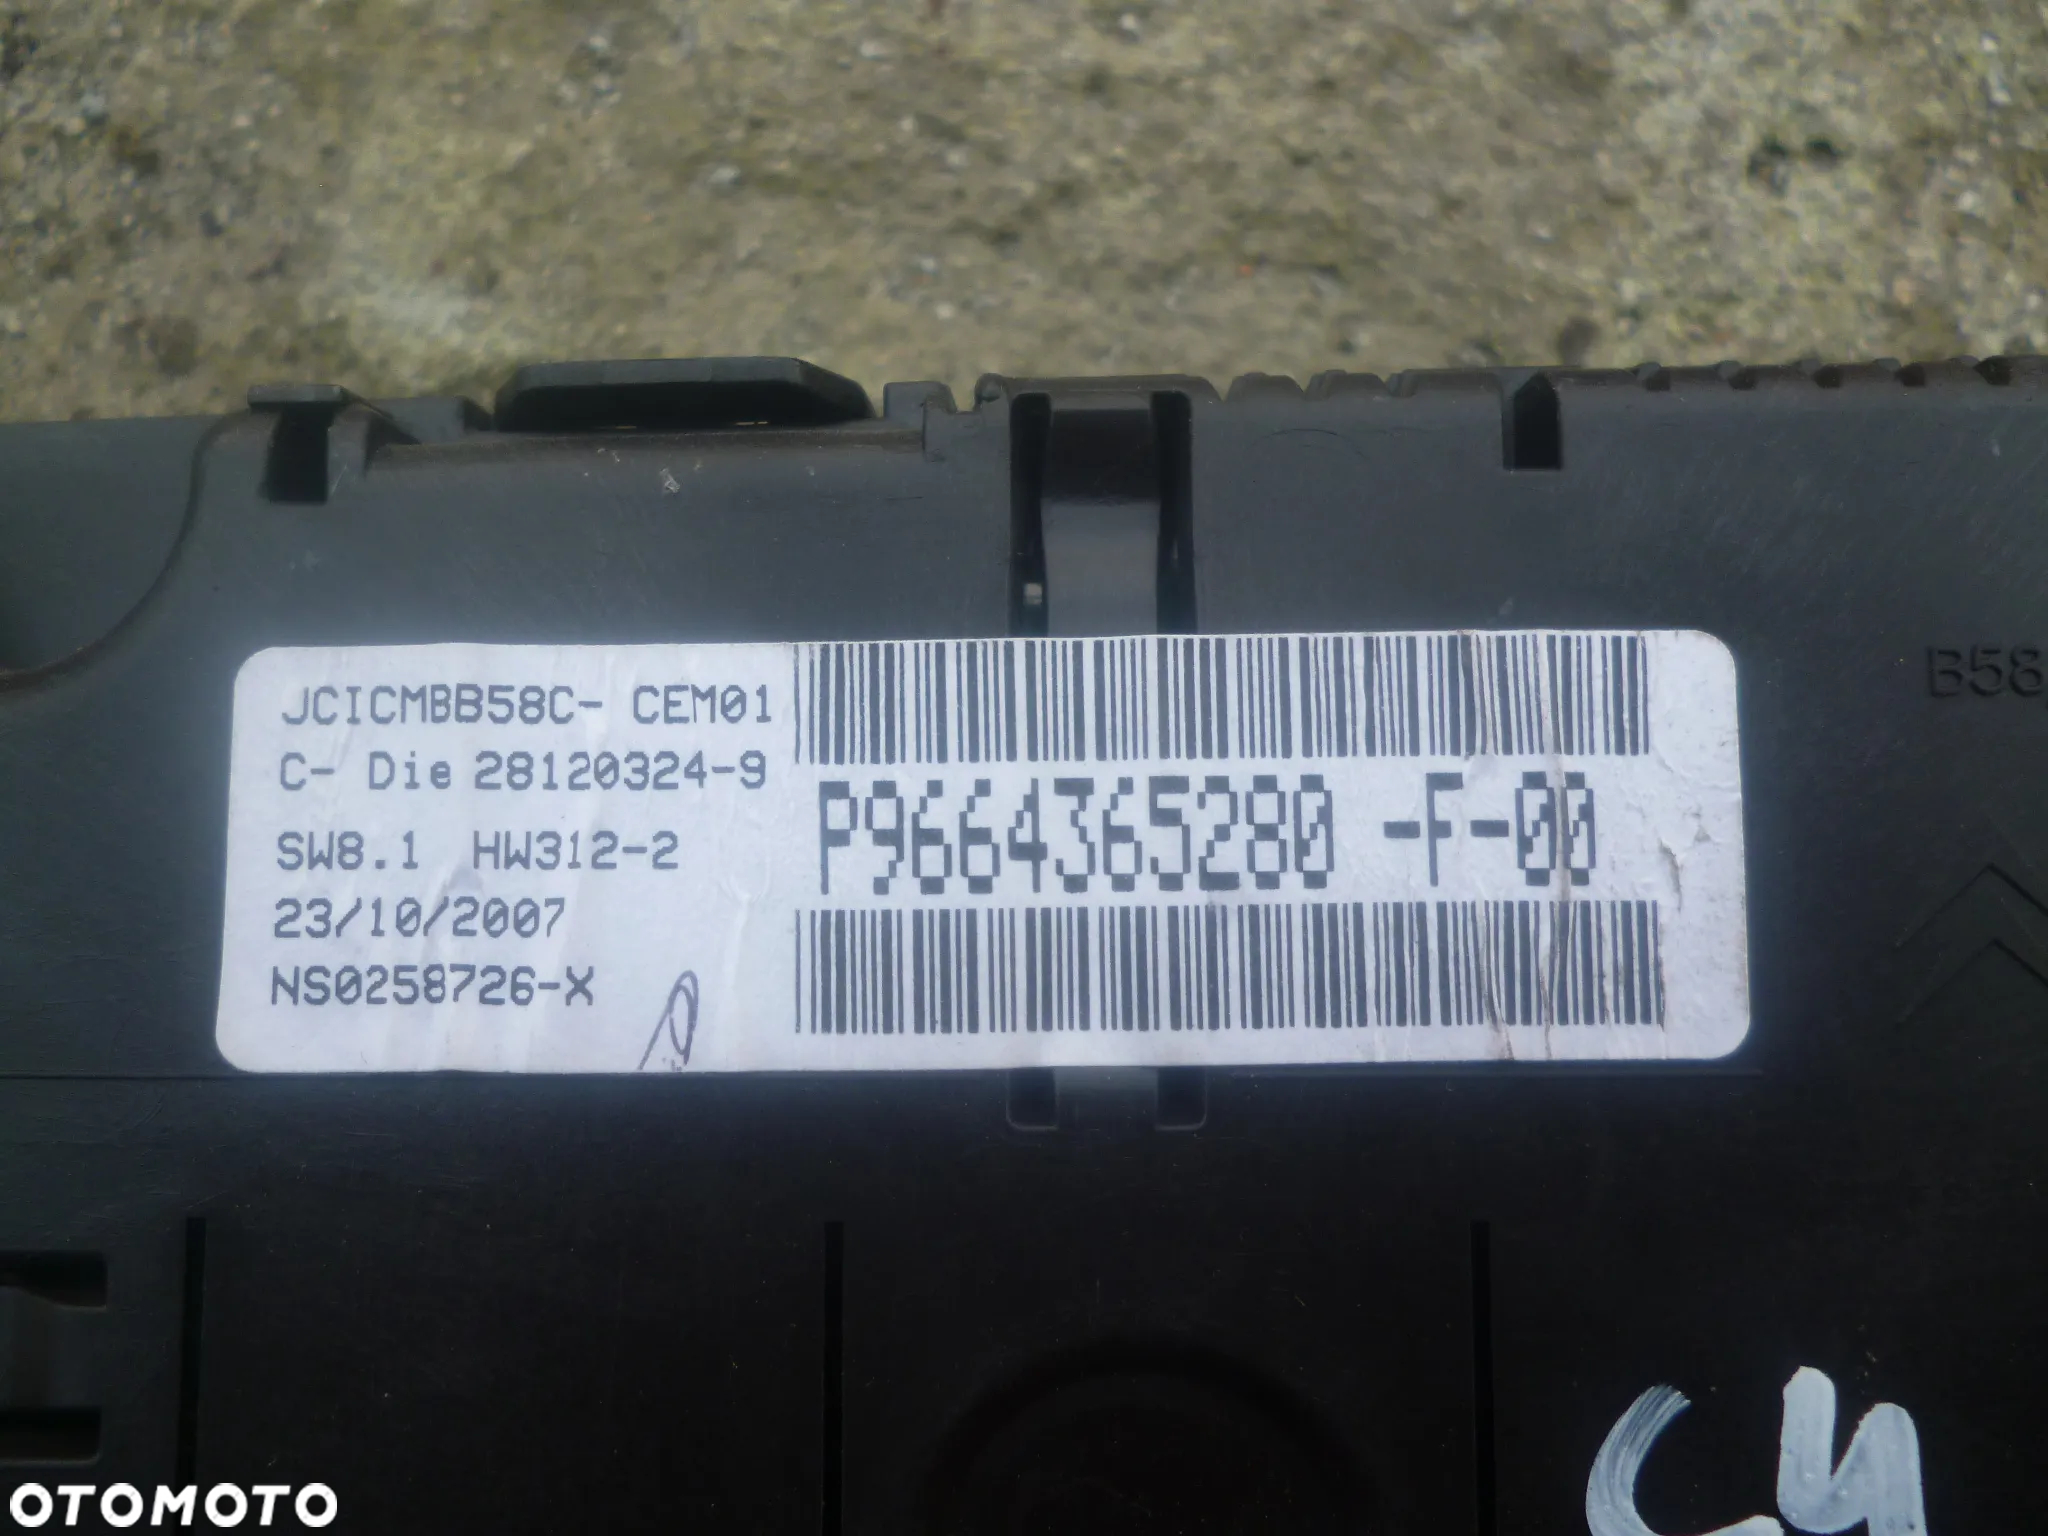 JCICMBB58C- CEM01
C- Die 28120324-9
SW8.1 HW312-2
23/10/2007
NS0258726-X
P9664365280 -F-00
B58
C4
OTOMOTO